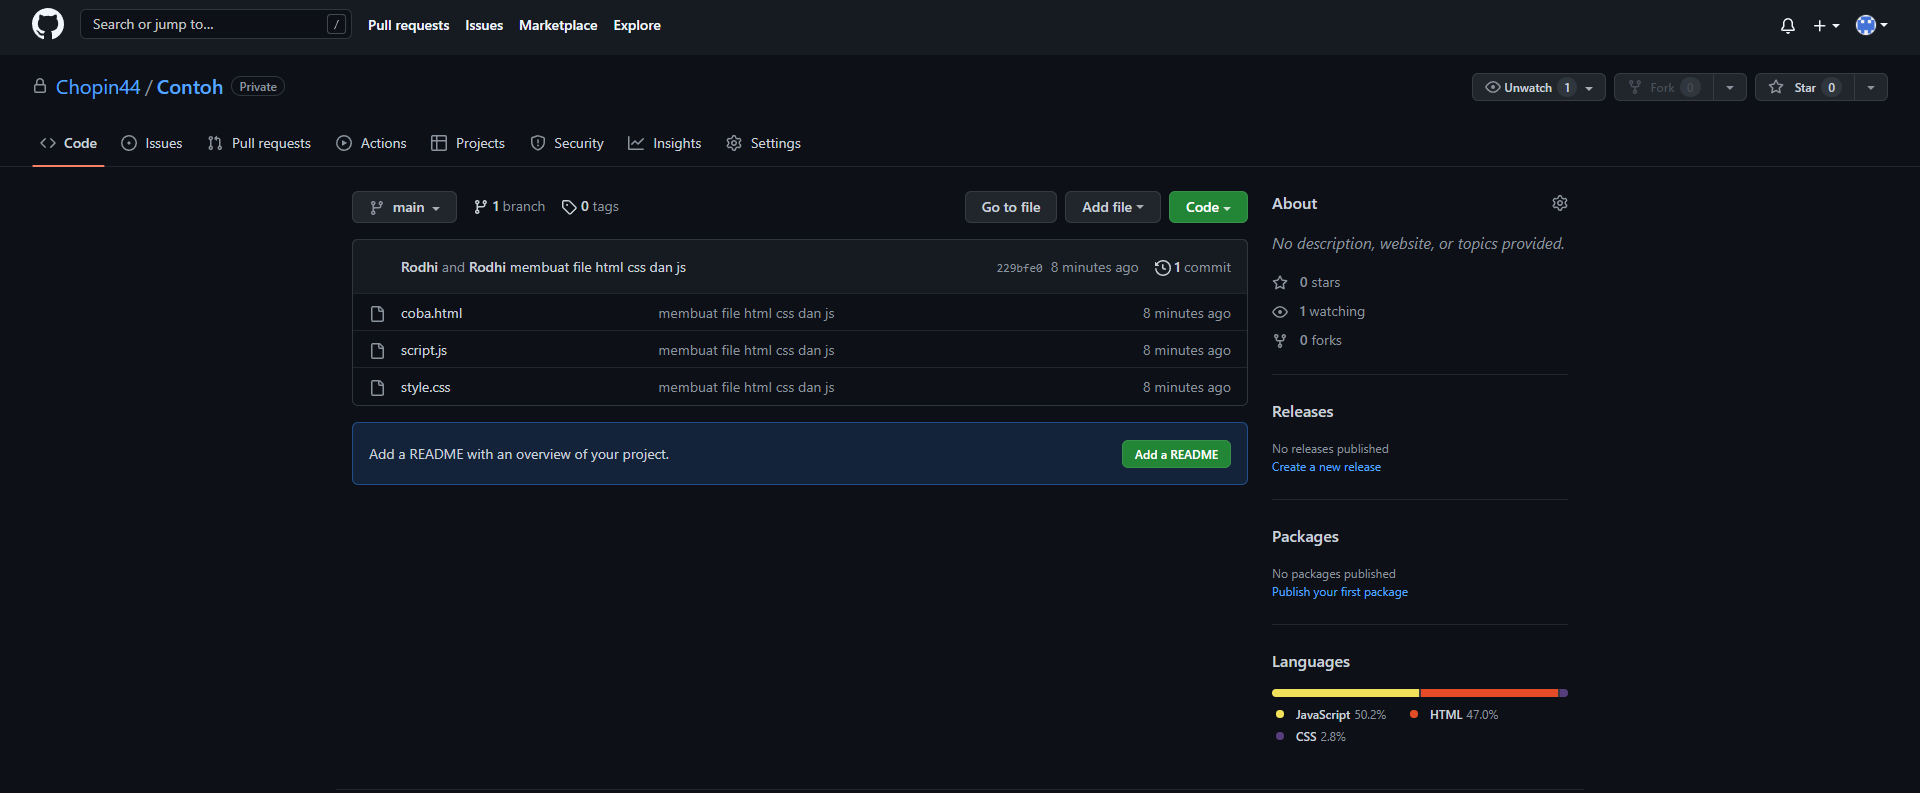 Search or jump to... /
Pull requests Issues Marketplace Explore
Chopin44 / Contoh Private
Unwatch 1 Fork 0 Star 0
Code Issues Pull requests Actions Projects Security Insights Settings
main 1 branch 0 tags
Go to file Add file Code
Rodhi and Rodhi membuat file html css dan js 229bfe0 8 minutes ago 1 commit
coba.html membuat file html css dan js 8 minutes ago
script.js membuat file html css dan js 8 minutes ago
style.css membuat file html css dan js 8 minutes ago
Add a README with an overview of your project. Add a README
About
No description, website, or topics provided.
0 stars
1 watching
0 forks
Releases
No releases published
Create a new release
Packages
No packages published
Publish your first package
Languages
JavaScript 50.2% HTML 47.0%
CSS 2.8%